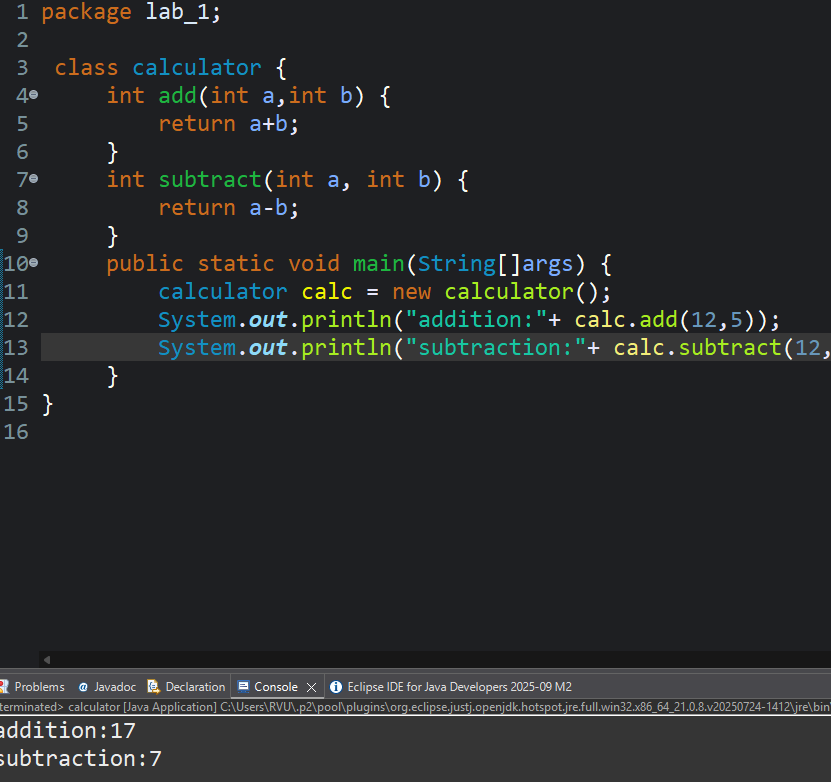 1 package lab_1;
2
3 class calculator {
4 int add(int a,int b) {
5 return a+b;
6 }
7 int subtract(int a, int b) {
8 return a-b;
9 }
10 public static void main(String[]args) {
11 calculator calc = new calculator();
12 System.out.println("addition:"+ calc.add(12,5));
13 System.out.println("subtraction:"+ calc.subtract(12,
14 }
15 }
16
Problems Javadoc Declaration Console Eclipse IDE for Java Developers 2025-09 M2
terminated> calculator [Java Application] C:\Users\RVU\.p2\pool\plugins\org.eclipse.justj.openjdk.hotspot.jre.full.win32.x86_64_21.0.8.v20250724-1412\jre\bin\
addition:17
subtraction:7